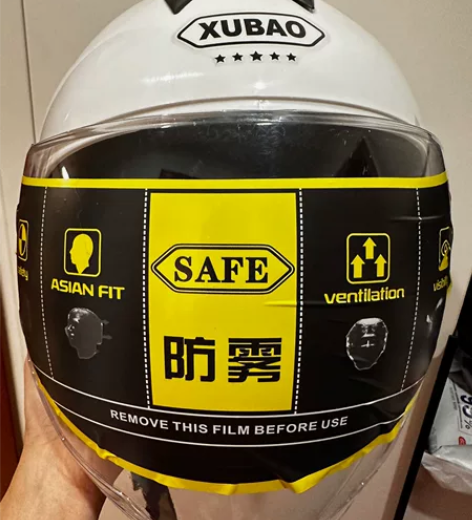 XUBAO
ASIAN FIT
SAFE
防雾
ventilation
REMOVE THIS FILM BEFORE USE